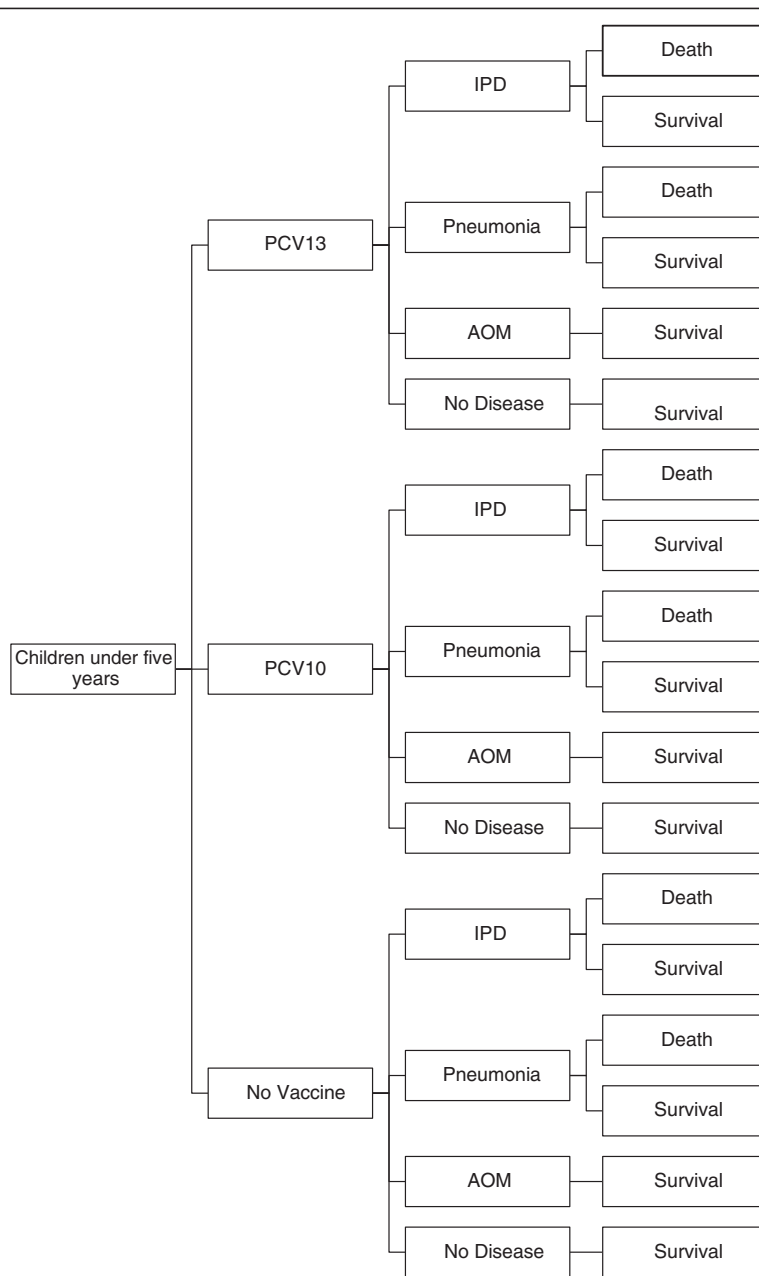 Death
IPD
Survival
Death
Pneumonia
PCV13
Survival
AOM
Survival
No Disease
Survival
Death
IPD
Survival
Death
Pneumonia
Children under five
years
PCV10
Survival
AOM
Survival
No Disease
Survival
Death
IPD
Survival
Death
Pneumonia
No Vaccine
Survival
AOM
Survival
No Disease
Survival